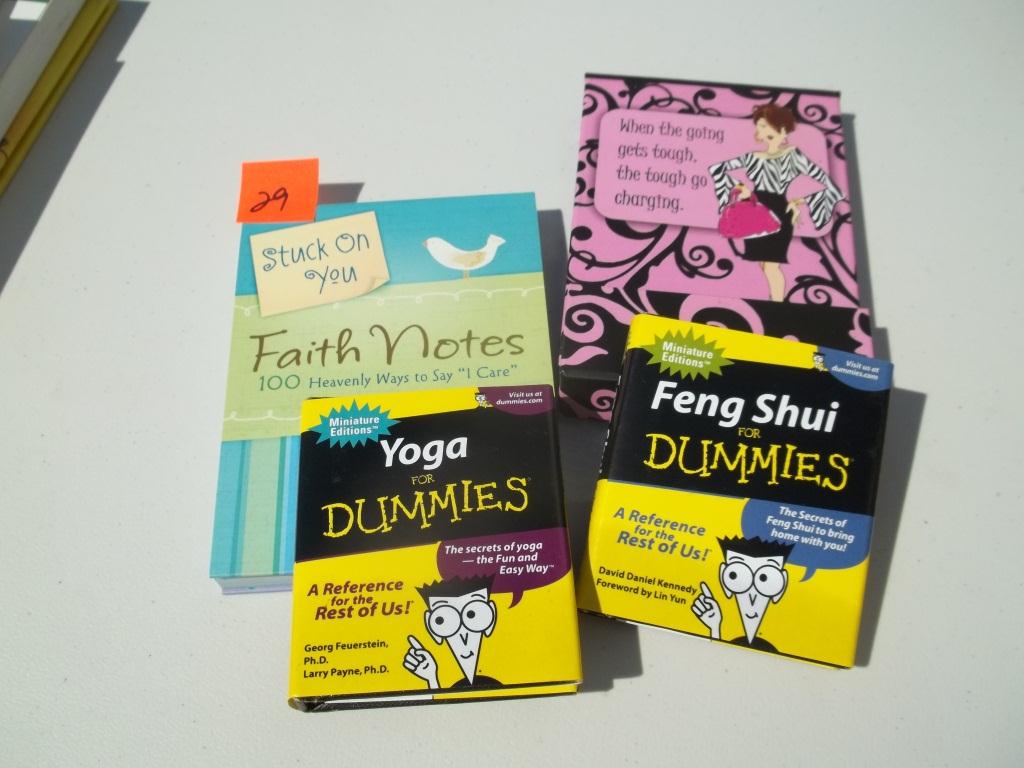 29
Stuck On
You
Faith Notes
100 Heavenly Ways to Say "I Care"
When the going
gets tough,
the tough go
charging.
Miniature
Editions™
Visit us at
dummies.com
Yoga
FOR
DUMMIES®
The secrets of yoga
— the Fun and
Easy Way™
A Reference
for the
Rest of Us!®
Georg Feuerstein,
Ph.D.
Larry Payne, Ph.D.
Miniature
Editions™
Visit us at
dummies.com
Feng Shui
FOR
DUMMIES®
The Secrets of
Feng Shui to bring
home with you!
A Reference
for the
Rest of Us!®
David Daniel Kennedy
Foreword by Lin Yun